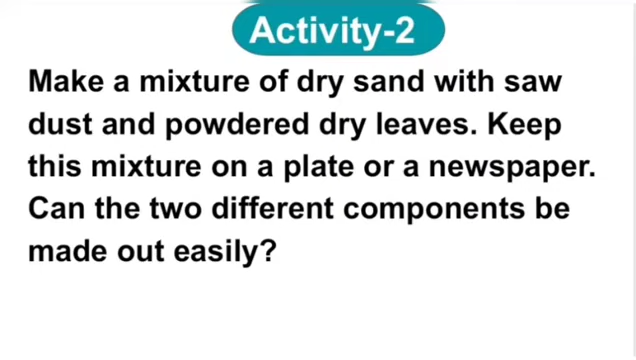 Activity-2
Make a mixture of dry sand with saw
dust and powdered dry leaves. Keep
this mixture on a plate or a newspaper.
Can the two different components be
made out easily?